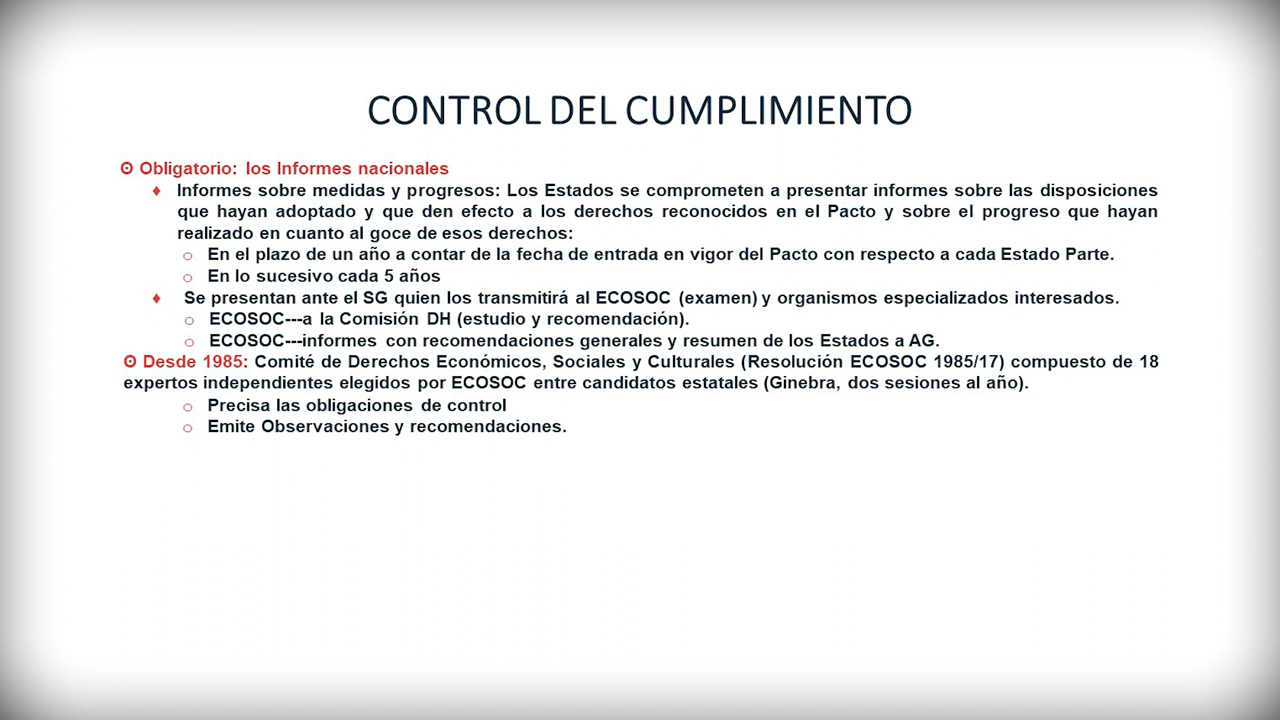 CONTROL DEL CUMPLIMIENTO
ʘ Obligatorio: los Informes nacionales
♦ Informes sobre medidas y progresos: Los Estados se comprometen a presentar informes sobre las disposiciones
que hayan adoptado y que den efecto a los derechos reconocidos en el Pacto y sobre el progreso que hayan
realizado en cuanto al goce de esos derechos:
o En el plazo de un año a contar de la fecha de entrada en vigor del Pacto con respecto a cada Estado Parte.
o En lo sucesivo cada 5 años
♦ Se presentan ante el SG quien los transmitirá al ECOSOC (examen) y organismos especializados interesados.
o ECOSOC---a la Comisión DH (estudio y recomendación).
o ECOSOC---informes con recomendaciones generales y resumen de los Estados a AG.
ʘ Desde 1985: Comité de Derechos Económicos, Sociales y Culturales (Resolución ECOSOC 1985/17) compuesto de 18
expertos independientes elegidos por ECOSOC entre candidatos estatales (Ginebra, dos sesiones al año).
o Precisa las obligaciones de control
o Emite Observaciones y recomendaciones.